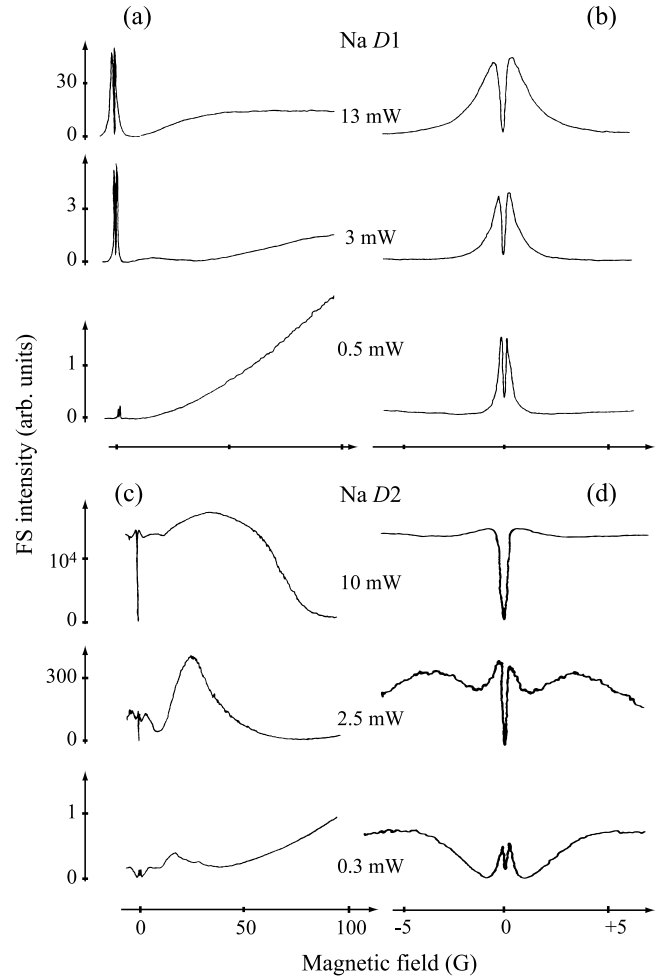 (a) Na D1 (b)
30
0
13 mW
3
0
3 mW
1
0
0.5 mW
FS intensity (arb. units)
(c) Na D2 (d)
10⁴
0
10 mW
300
0
2.5 mW
1
0
0.3 mW
0 50 100 -5 0 +5
Magnetic field (G)